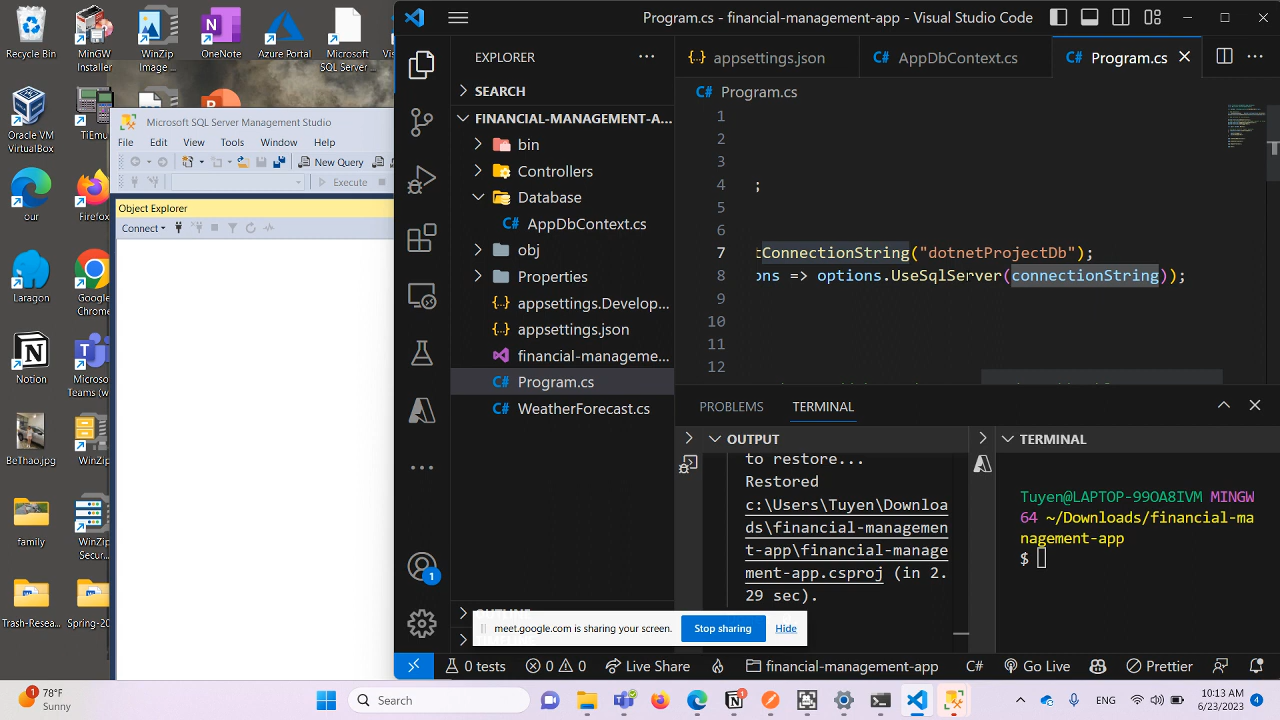 Recycle Bin
MinGW Installer
WinZip Image ...
OneNote
Azure Portal
Microsoft SQL Server ...
Oracle VM VirtualBox
TiEmu
our
Firefox
Laragon
Google Chrome
Notion
Microso...
Teams (w...
BeThao.jpg
WinZip
family
WinZip Secu...
Trash-Resea...
Spring-20...
Microsoft SQL Server Management Studio
File Edit View Tools Window Help
New Query
Execute
Object Explorer
Connect
Program.cs - financial-management-app - Visual Studio Code
EXPLORER
SEARCH
FINANCIAL-MANAGEMENT-A...
bin
Controllers
Database
C# AppDbContext.cs
obj
Properties
{..} appsettings.Develop...
{..} appsettings.json
financial-manageme...
C# Program.cs
C# WeatherForecast.cs
{..} appsettings.json
C# AppDbContext.cs
C# Program.cs
C# Program.cs
1
2
3
4 ;
5
6
7 tConnectionString("dotnetProjectDb");
8 ons => options.UseSqlServer(connectionString));
9
10
11
12
PROBLEMS TERMINAL
OUTPUT
to restore...
Restored
c:\Users\Tuyen\Downloa
ds\financial-managemen
t-app\financial-manage
ment-app.csproj (in 2.
29 sec).
TERMINAL
Tuyen@LAPTOP-99OA8IVM MINGW
64 ~/Downloads/financial-ma
nagement-app
$
1
meet.google.com is sharing your screen. Stop sharing Hide
0 tests 0 0 Live Share financial-management-app C# Go Live Prettier
1
78°F
Sunny
Search
ENG
10:13 AM
6/23/2023
4